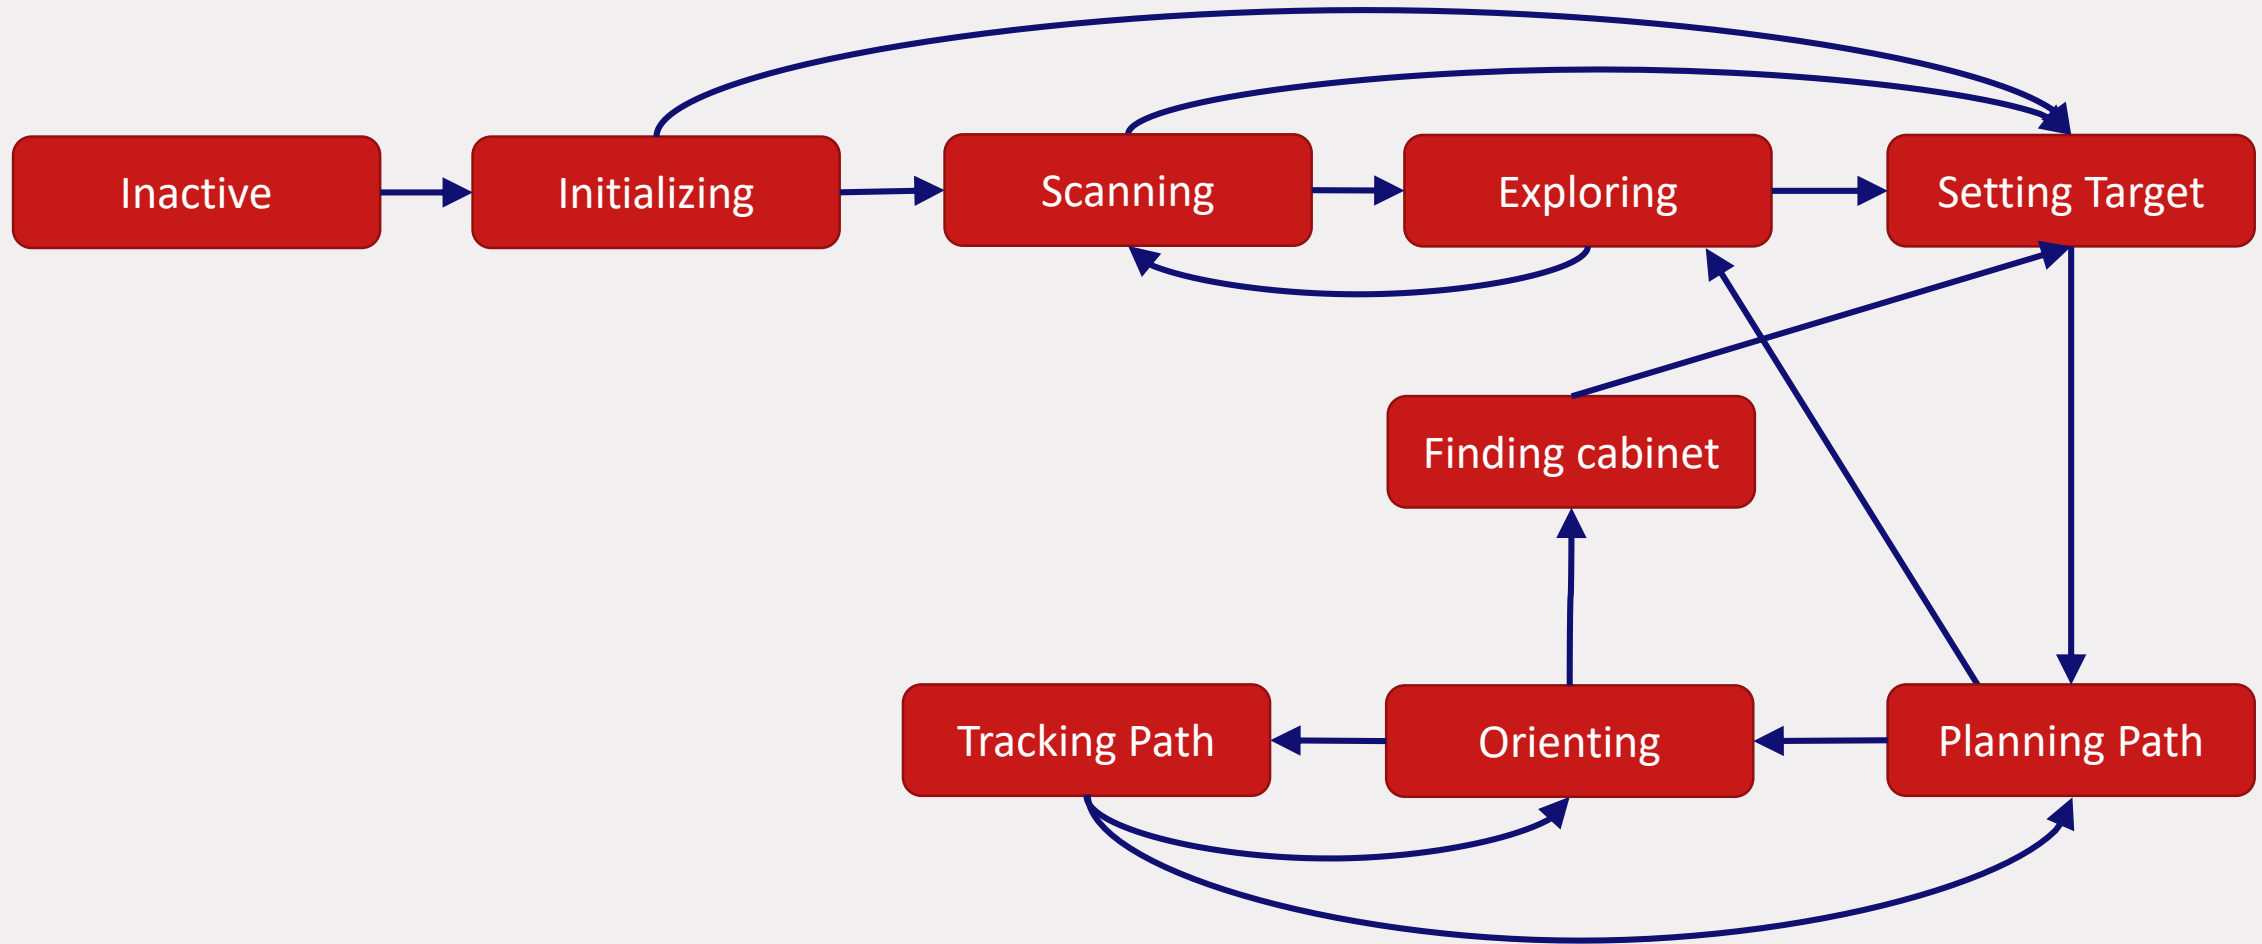 Inactive
Initializing
Scanning
Exploring
Setting Target
Finding cabinet
Tracking Path
Orienting
Planning Path